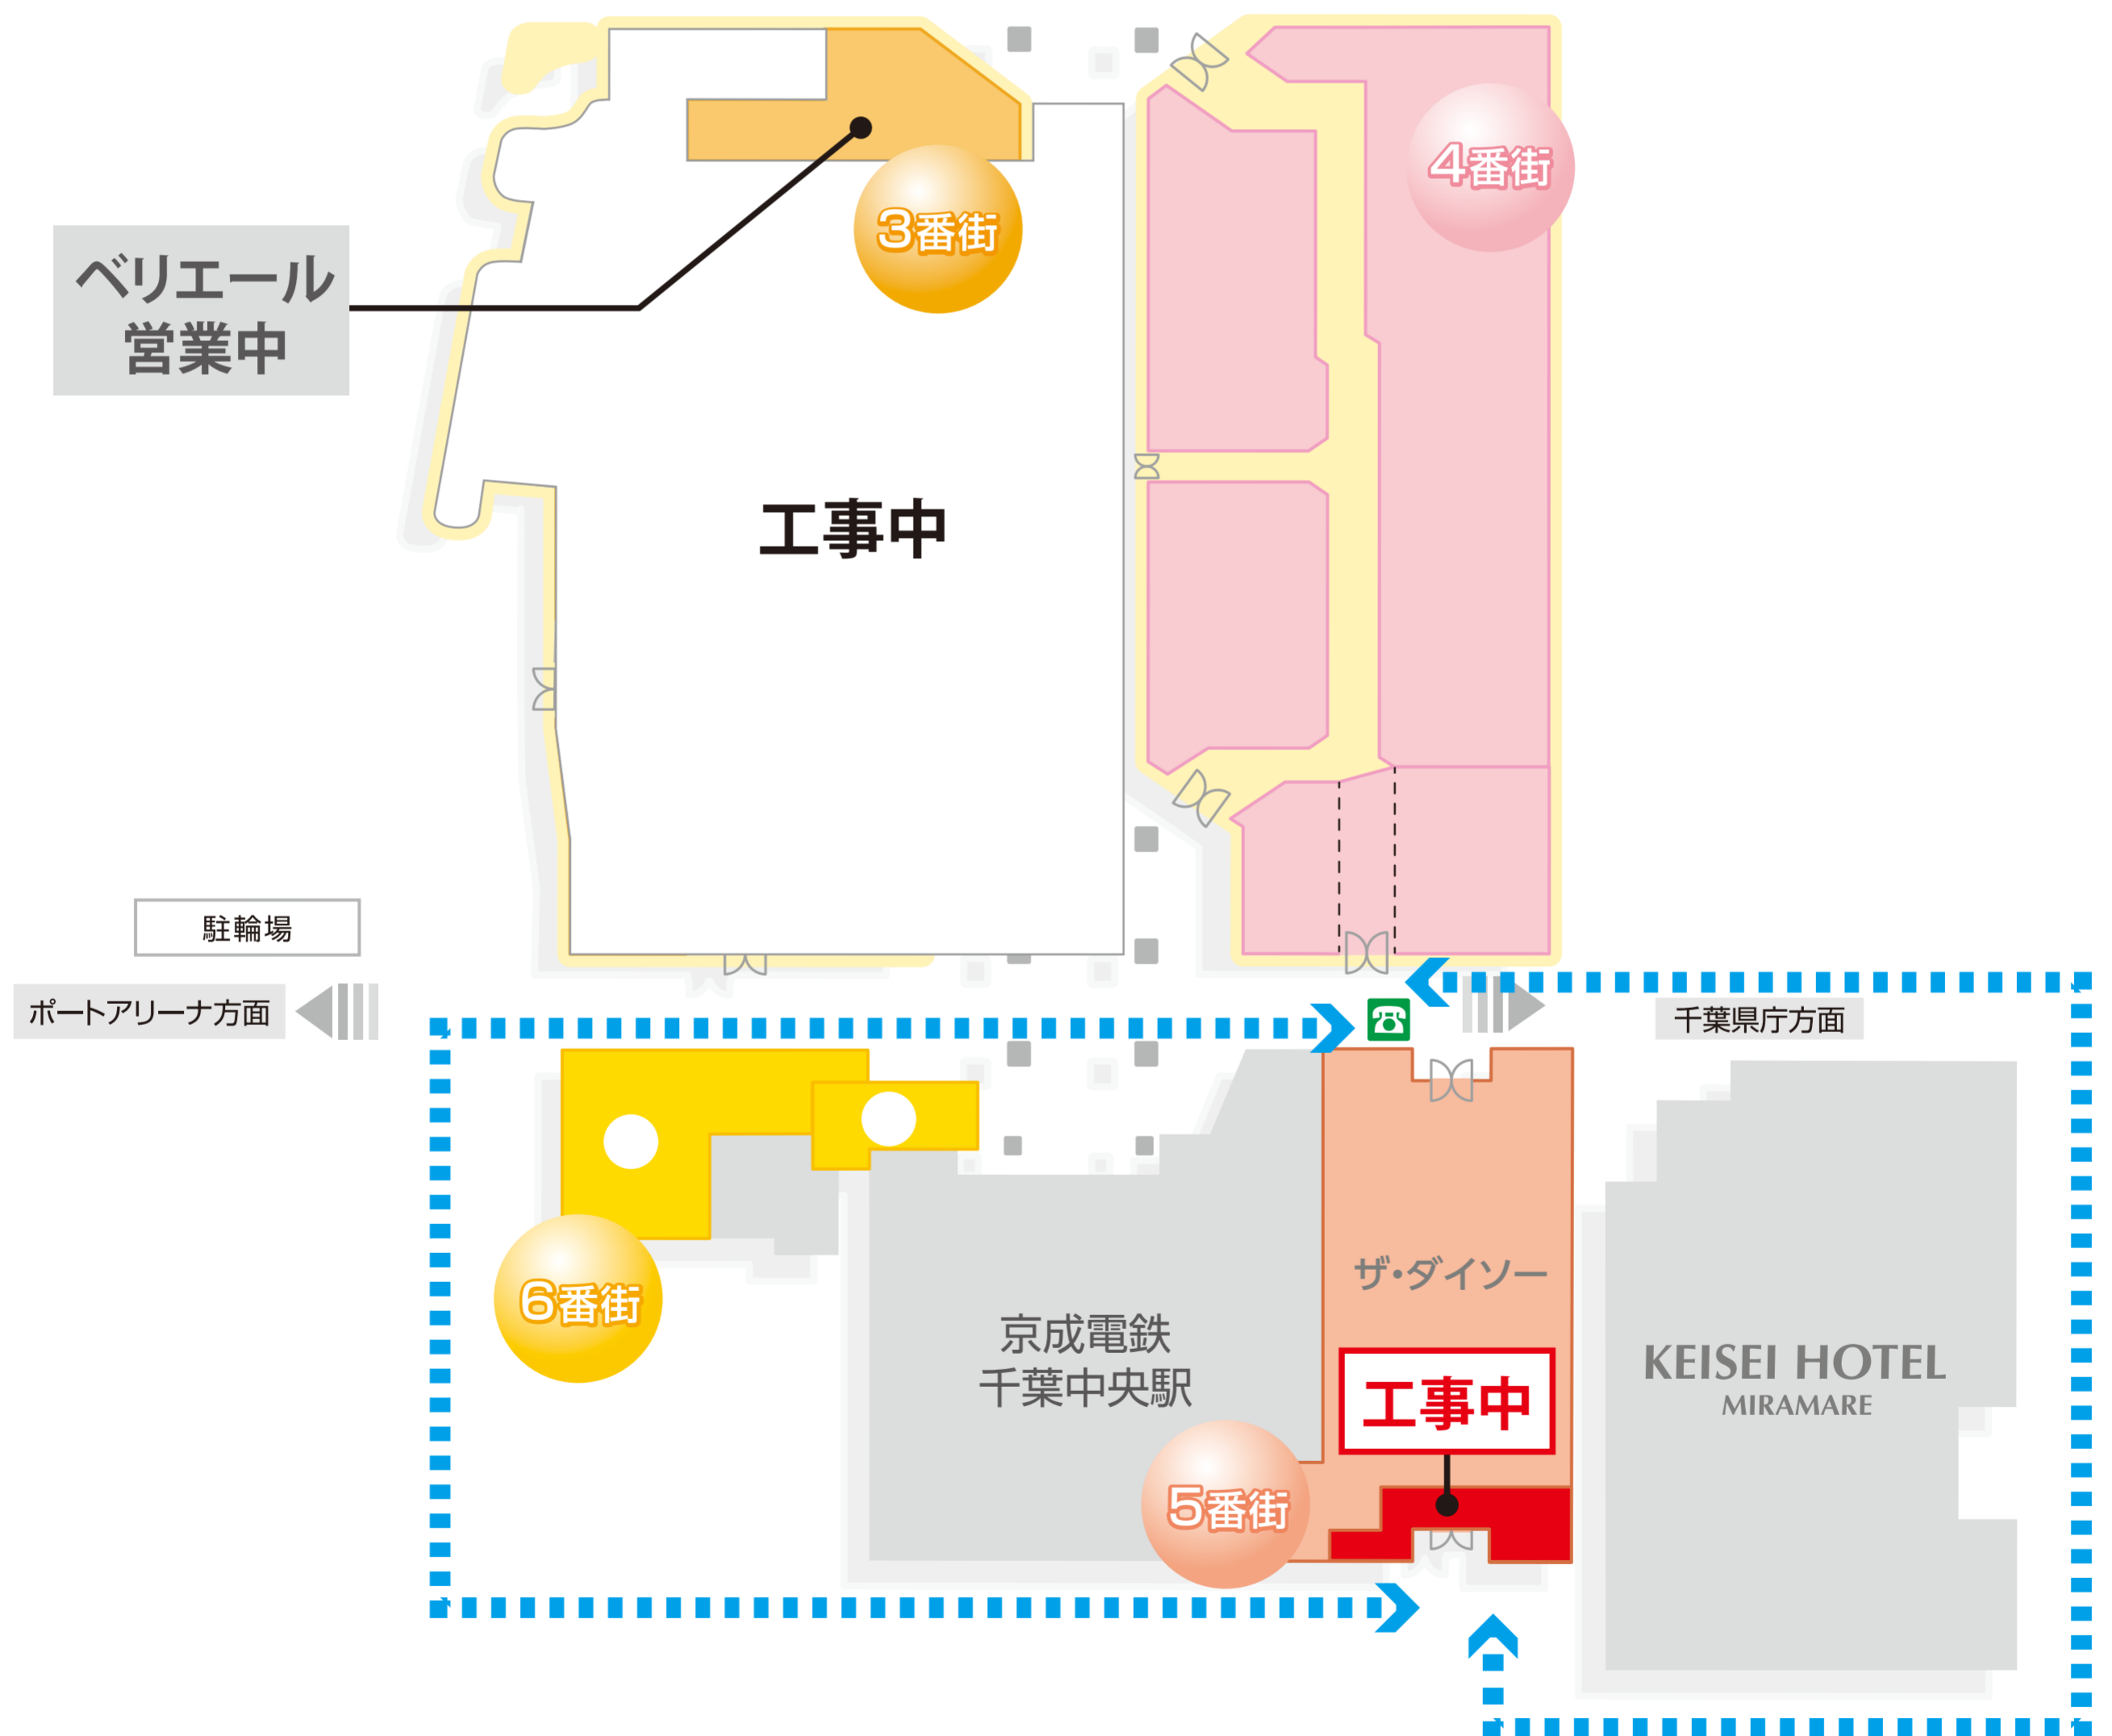 3番街
4番街
ベリエール
営業中
工事中
駐輪場
ポートアリーナ方面
千葉県庁方面
6番街
ザ・ダイソー
京成電鉄
千葉中央駅
KEISEI HOTEL
MIRAMARE
工事中
5番街